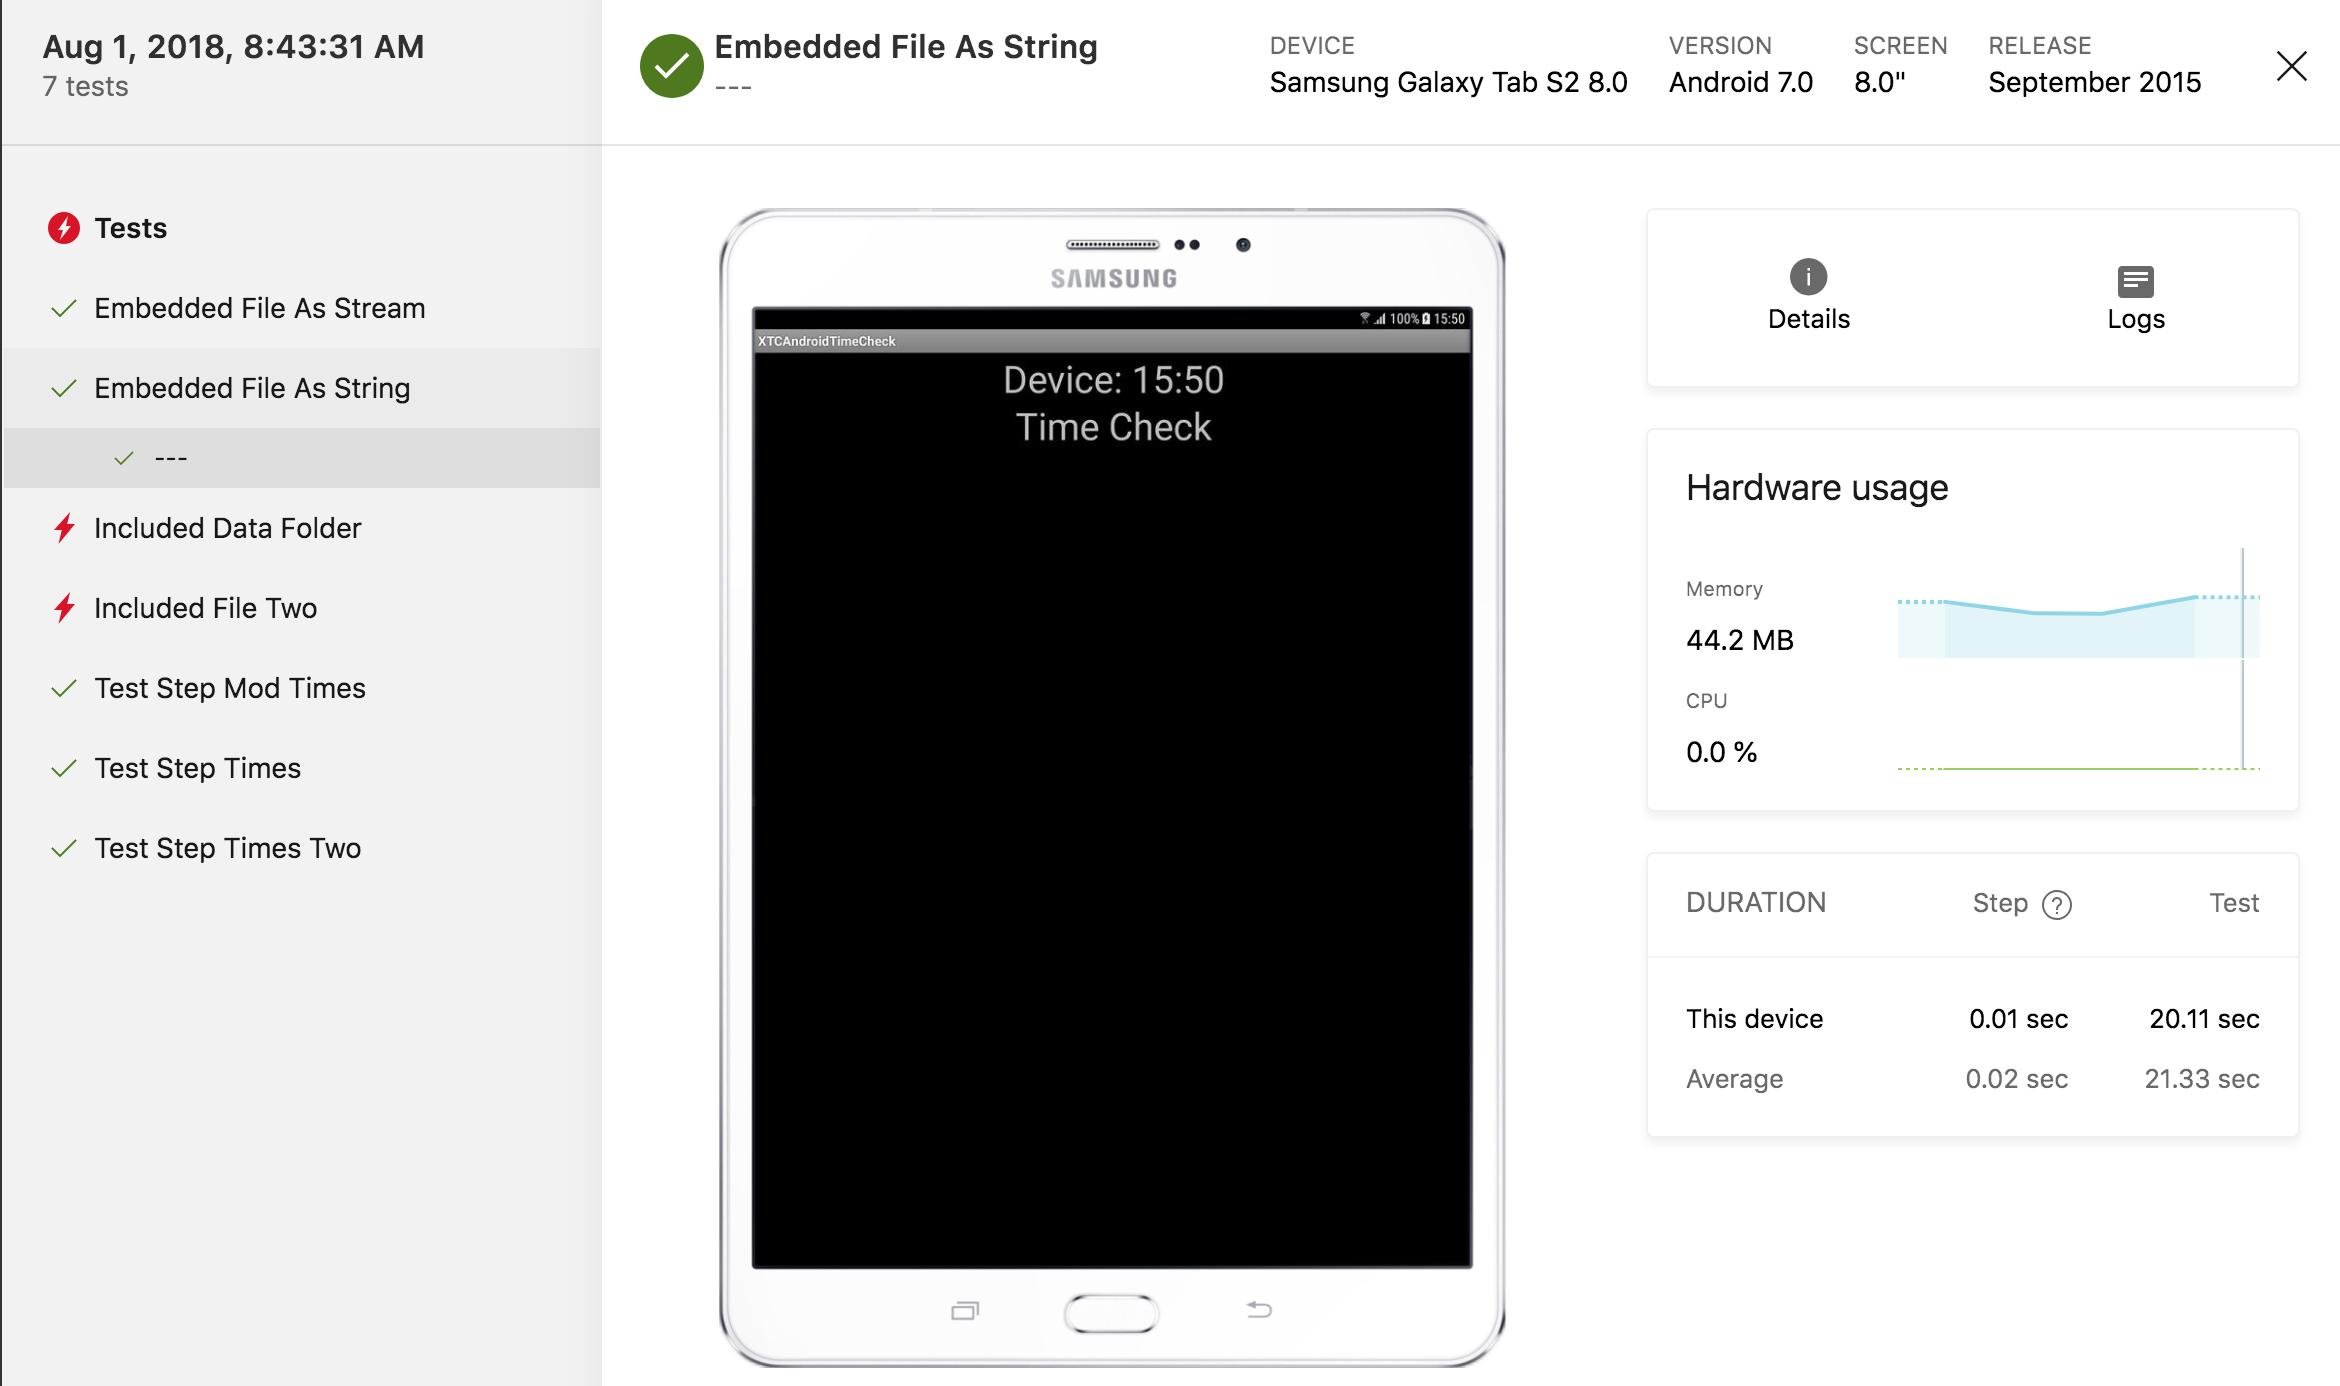 Aug 1, 2018, 8:43:31 AM
7 tests
Tests
Embedded File As Stream
Embedded File As String
---
Included Data Folder
Included File Two
Test Step Mod Times
Test Step Times
Test Step Times Two
Embedded File As String
---
DEVICE
Samsung Galaxy Tab S2 8.0
VERSION
Android 7.0
SCREEN
8.0"
RELEASE
September 2015
SAMSUNG
100% 15:50
XTCAndroidTimeCheck
Device: 15:50
Time Check
Details
Logs
Hardware usage
Memory
44.2 MB
CPU
0.0 %
DURATION Step ? Test
This device 0.01 sec 20.11 sec
Average 0.02 sec 21.33 sec